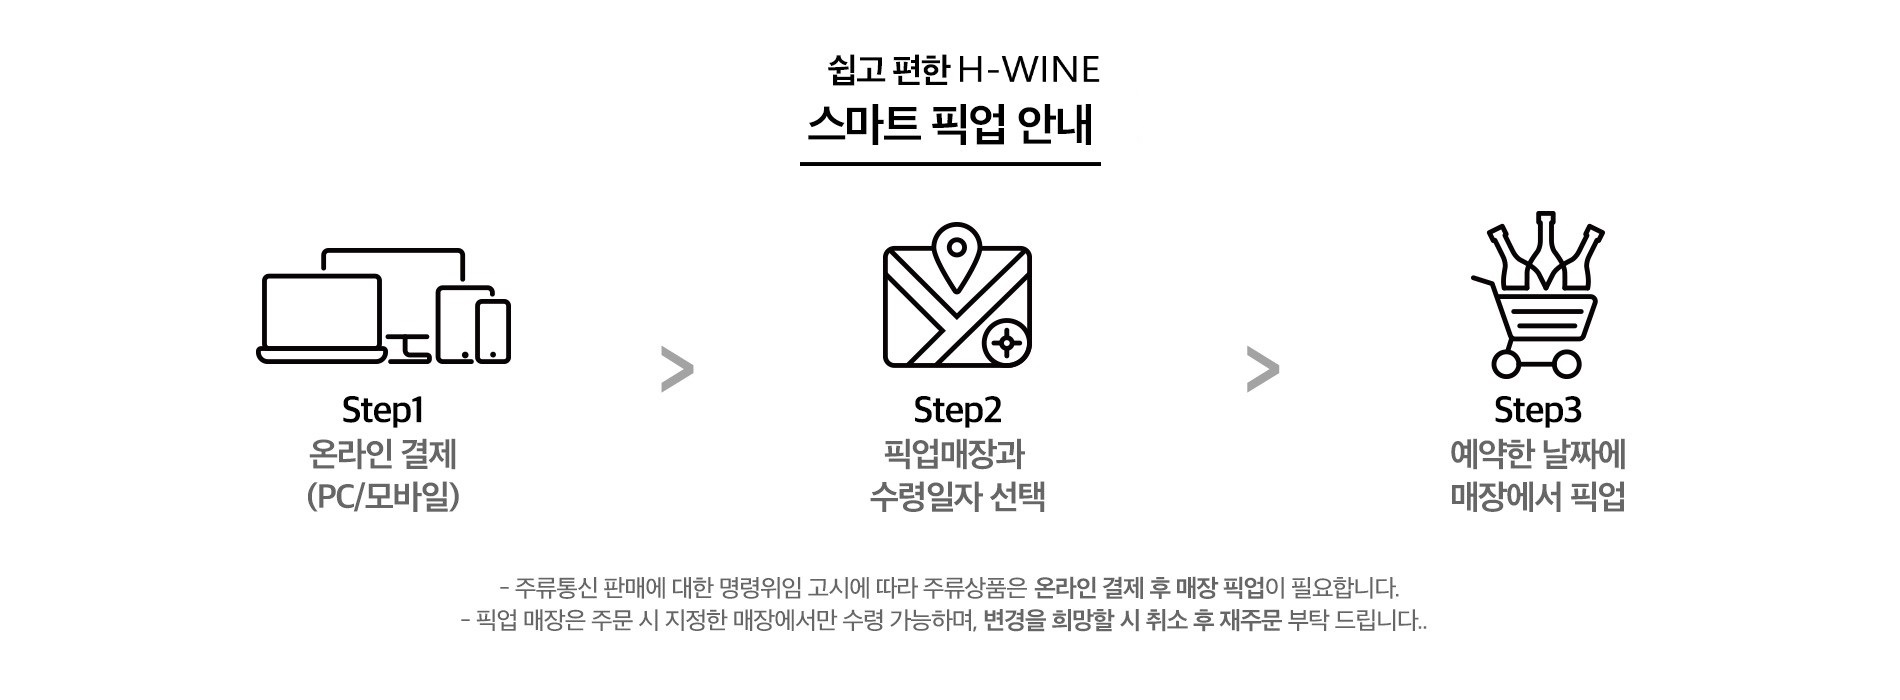 쉽고 편한 H-WINE
스마트 픽업 안내
Step1
온라인 결제
(PC/모바일)
>
Step2
픽업매장과
수령일자 선택
>
Step3
예약한 날짜에
매장에서 픽업
- 주류통신 판매에 대한 명령위임 고시에 따라 주류상품은 온라인 결제 후 매장 픽업이 필요합니다.
- 픽업 매장은 주문 시 지정한 매장에서만 수령 가능하며, 변경을 희망할 시 취소 후 재주문 부탁 드립니다..